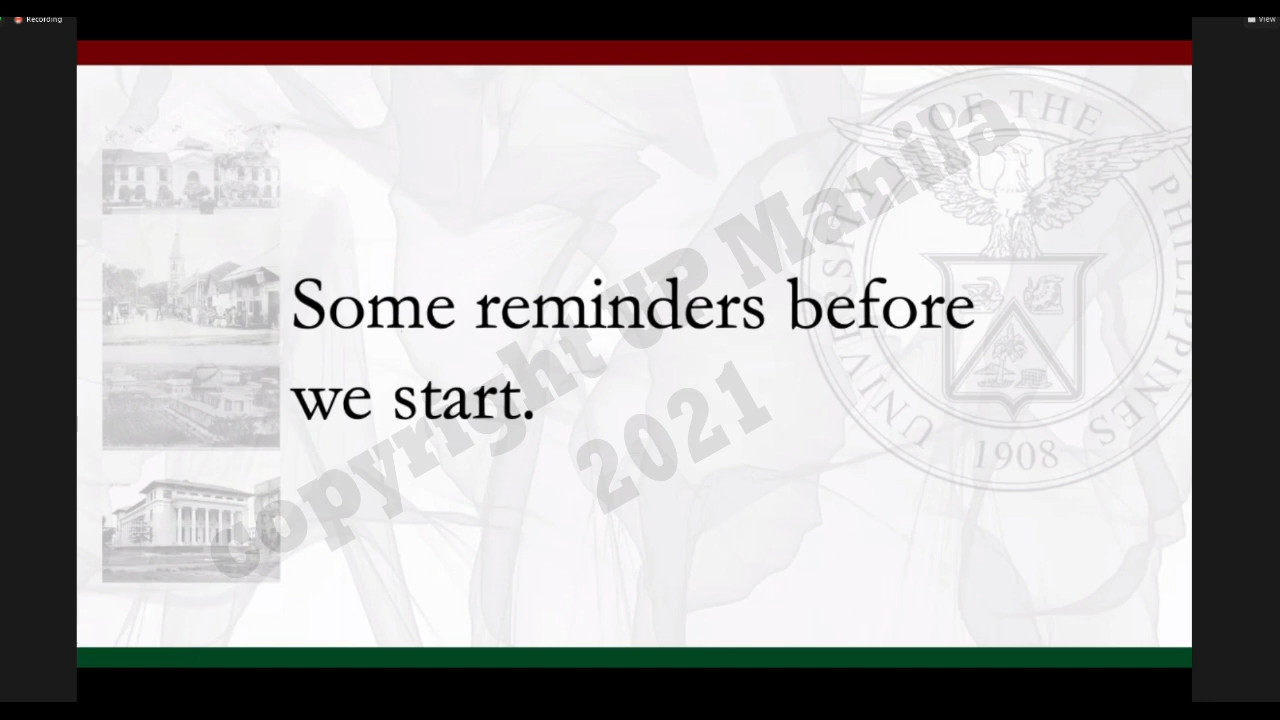 Recording
View
Some reminders before
we start.
Copyright UP Manila
2021
UNIVERSITY OF THE PHILIPPINES
1908